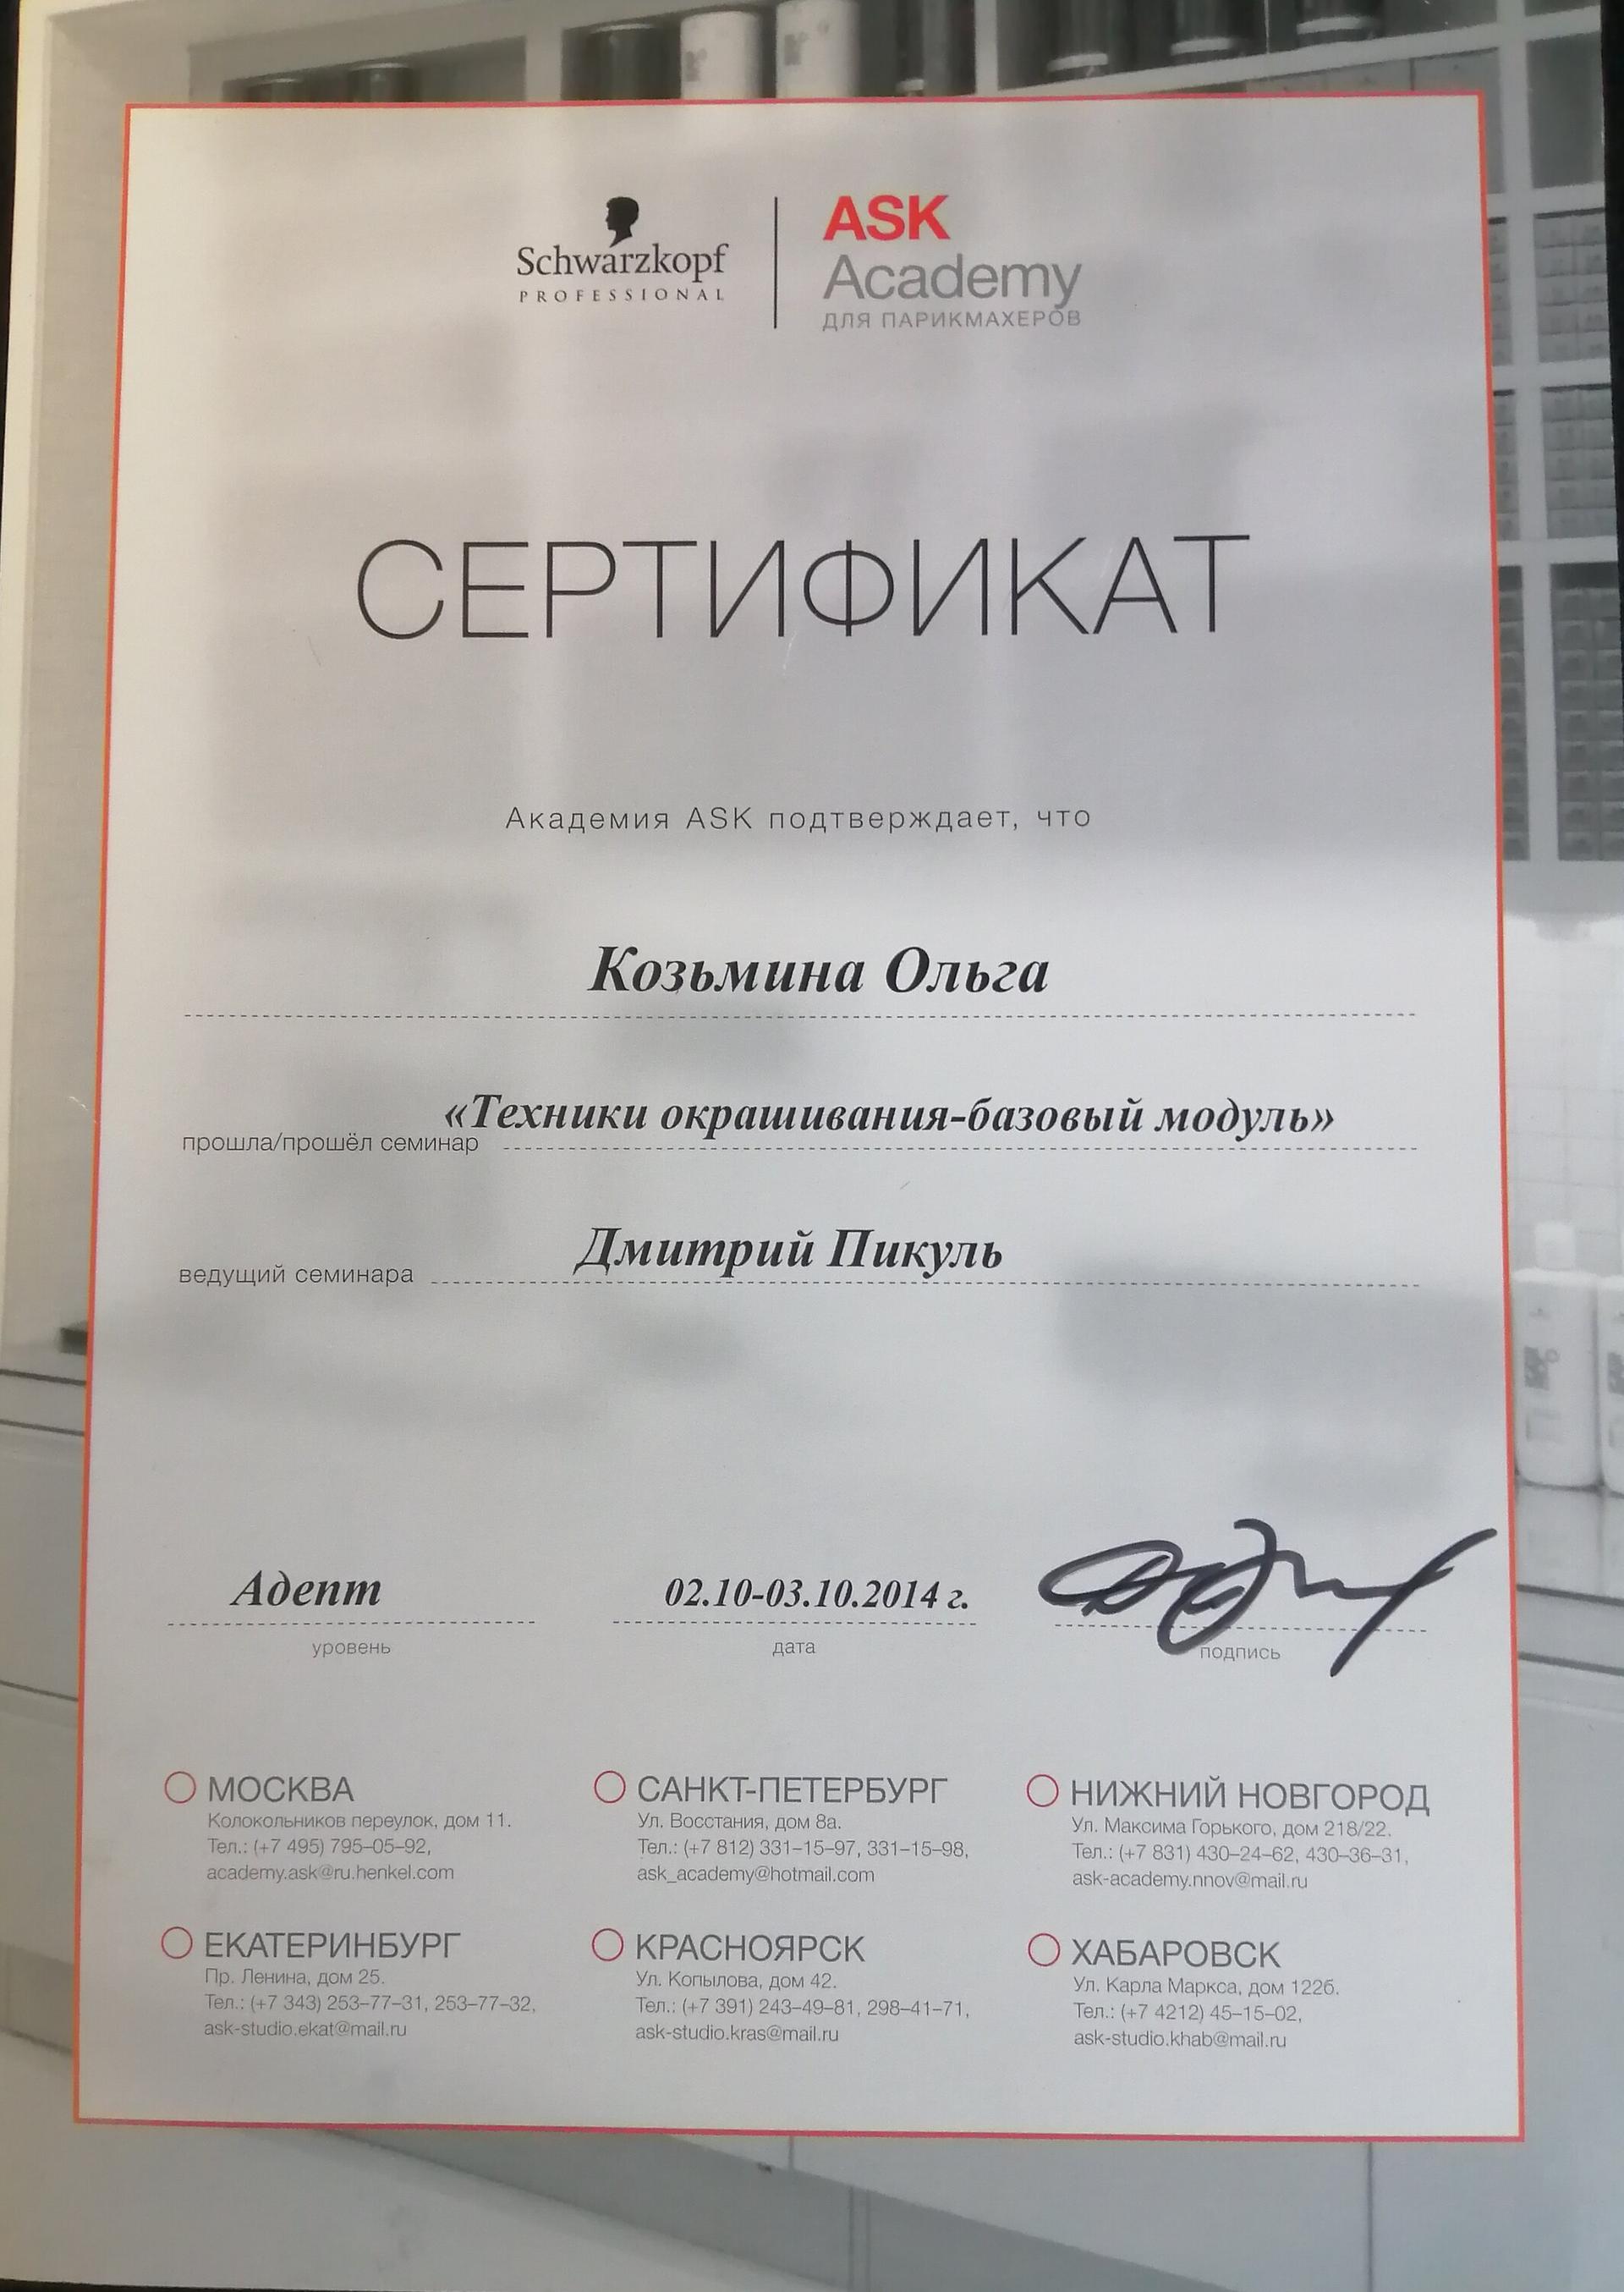 Schwarzkopf
PROFESSIONAL
ASK
Academy
ДЛЯ ПАРИКМАХЕРОВ
СЕРТИФИКАТ
Академия ASK подтверждает, что
Козьмина Ольга
«Техники окрашивания-базовый модуль»
прошла/прошёл семинар
Дмитрий Пикуль
ведущий семинара
Адепт
уровень
02.10-03.10.2014 г.
дата
подпись
МОСКВА
Колокольников переулок, дом 11.
Тел.: (+7 495) 795–05–92,
academy.ask@ru.henkel.com
САНКТ-ПЕТЕРБУРГ
Ул. Восстания, дом 8а.
Тел.: (+7 812) 331–15–97, 331–15–98,
ask_academy@hotmail.com
НИЖНИЙ НОВГОРОД
Ул. Максима Горького, дом 218/22.
Тел.: (+7 831) 430–24–62, 430–36–31,
ask-academy.nnov@mail.ru
ЕКАТЕРИНБУРГ
Пр. Ленина, дом 25.
Тел.: (+7 343) 253–77–31, 253–77–32,
ask-studio.ekat@mail.ru
КРАСНОЯРСК
Ул. Копылова, дом 42.
Тел.: (+7 391) 243–49–81, 298–41–71,
ask-studio.kras@mail.ru
ХАБАРОВСК
Ул. Карла Маркса, дом 122б.
Тел.: (+7 4212) 45–15–02,
ask-studio.khab@mail.ru